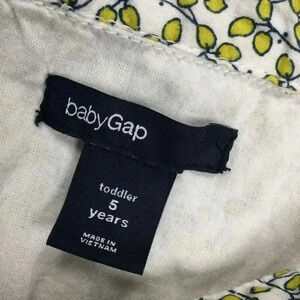 babyGap
toddler
5
years
MADE IN
VIETNAM